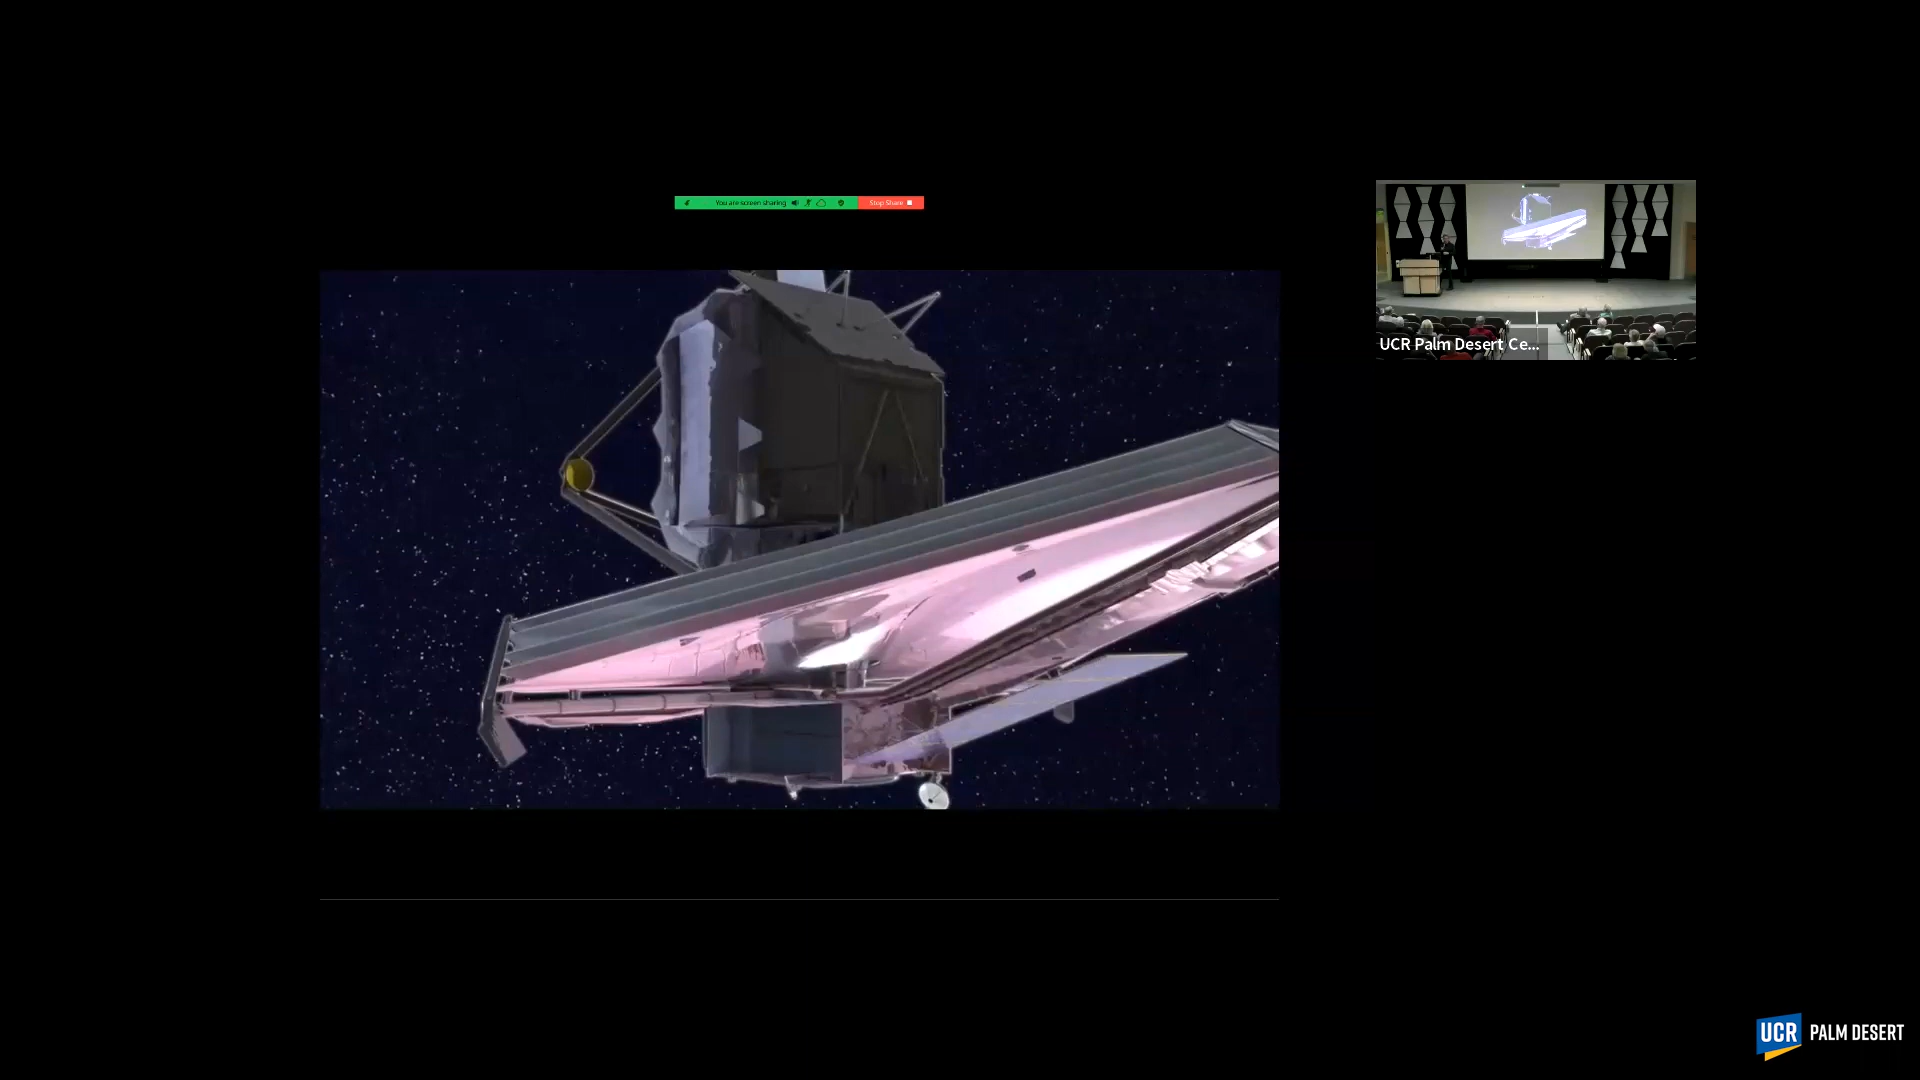 You are screen sharing
Stop Share
UCR Palm Desert Ce...
UCR PALM DESERT